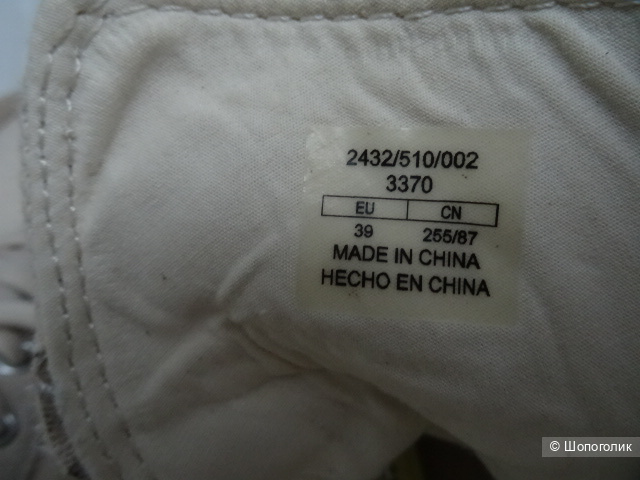 2432/510/002
3370
EU CN
39 255/87
MADE IN CHINA
HECHO EN CHINA
© Шопоголик